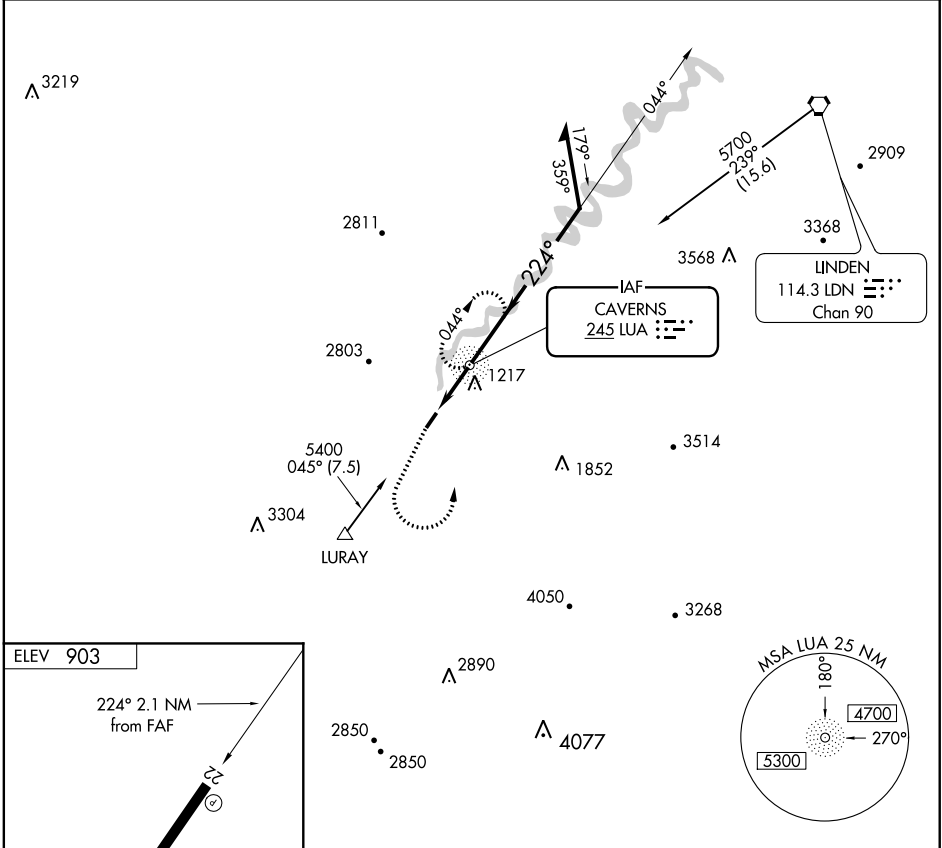 3219
044°
179°
359°
5700
239°
(15.6)
2909
2811
3368
224°
3568
LINDEN
114.3 LDN
Chan 90
IAF
CAVERNS
245 LUA
044°
2803
1217
5400
045° (7.5)
1852
3514
3304
LURAY
4050
3268
ELEV 903
224° 2.1 NM
from FAF
2890
MSA LUA 25 NM
180°
4700
270°
5300
2850
2850
4077
22